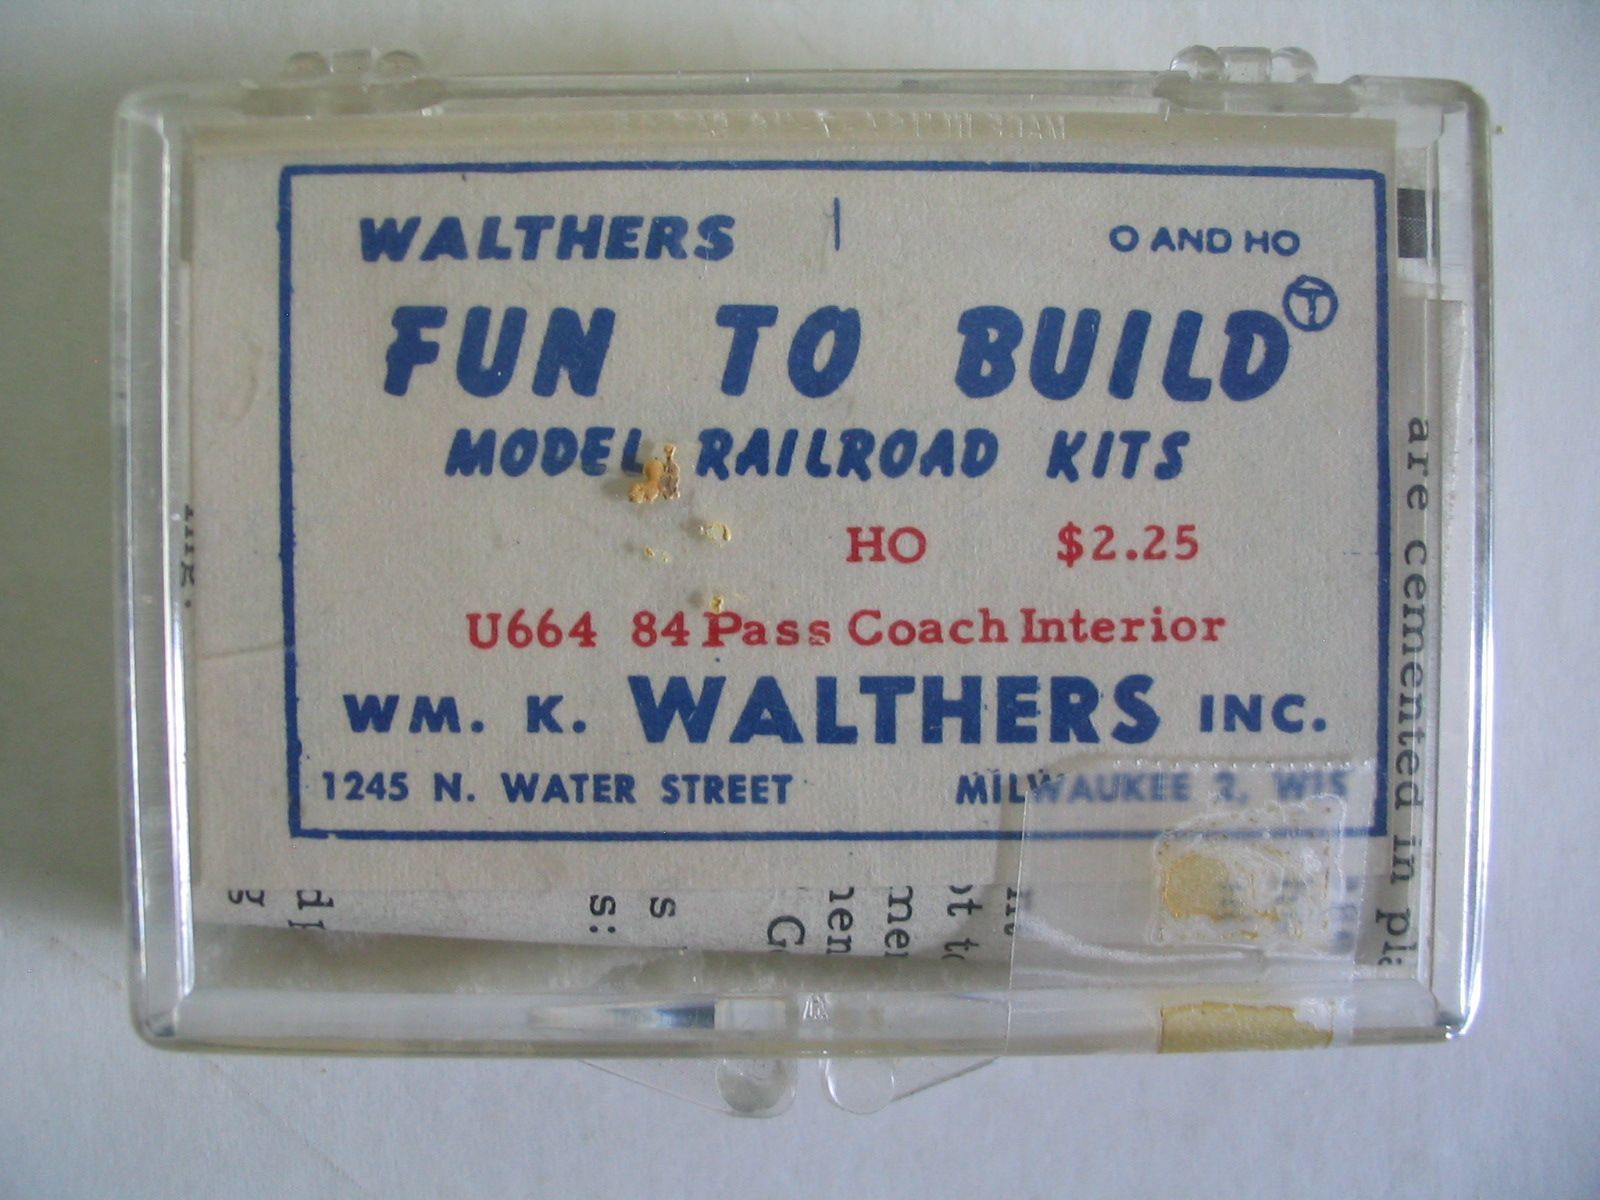 WALTHERS O AND HO
FUN TO BUILD Ⓣ
MODEL RAILROAD KITS
HO $2.25
U664 84 Pass Coach Interior
WM. K. WALTHERS INC.
1245 N. WATER STREET MILWAUKEE 2, WIS
are cemented in pla